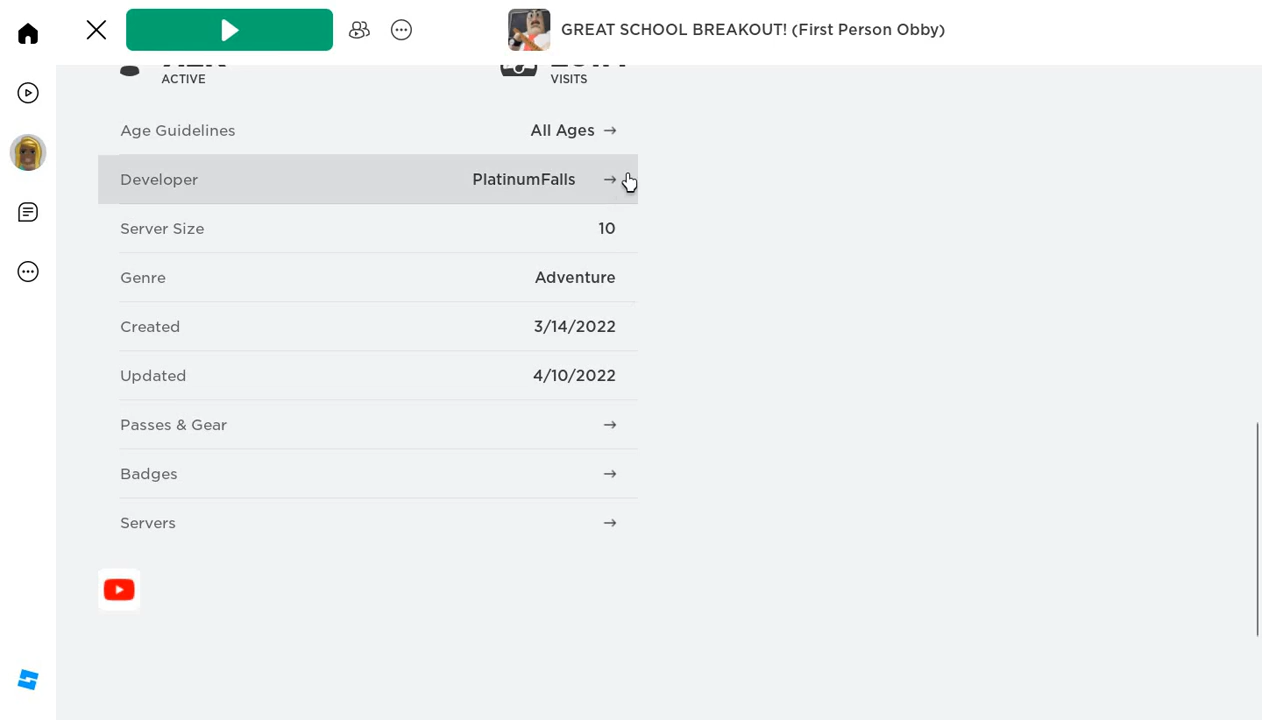 GREAT SCHOOL BREAKOUT! (First Person Obby)
ACTIVE
VISITS
Age Guidelines All Ages →
Developer PlatinumFalls →
Server Size 10
Genre Adventure
Created 3/14/2022
Updated 4/10/2022
Passes & Gear →
Badges →
Servers →